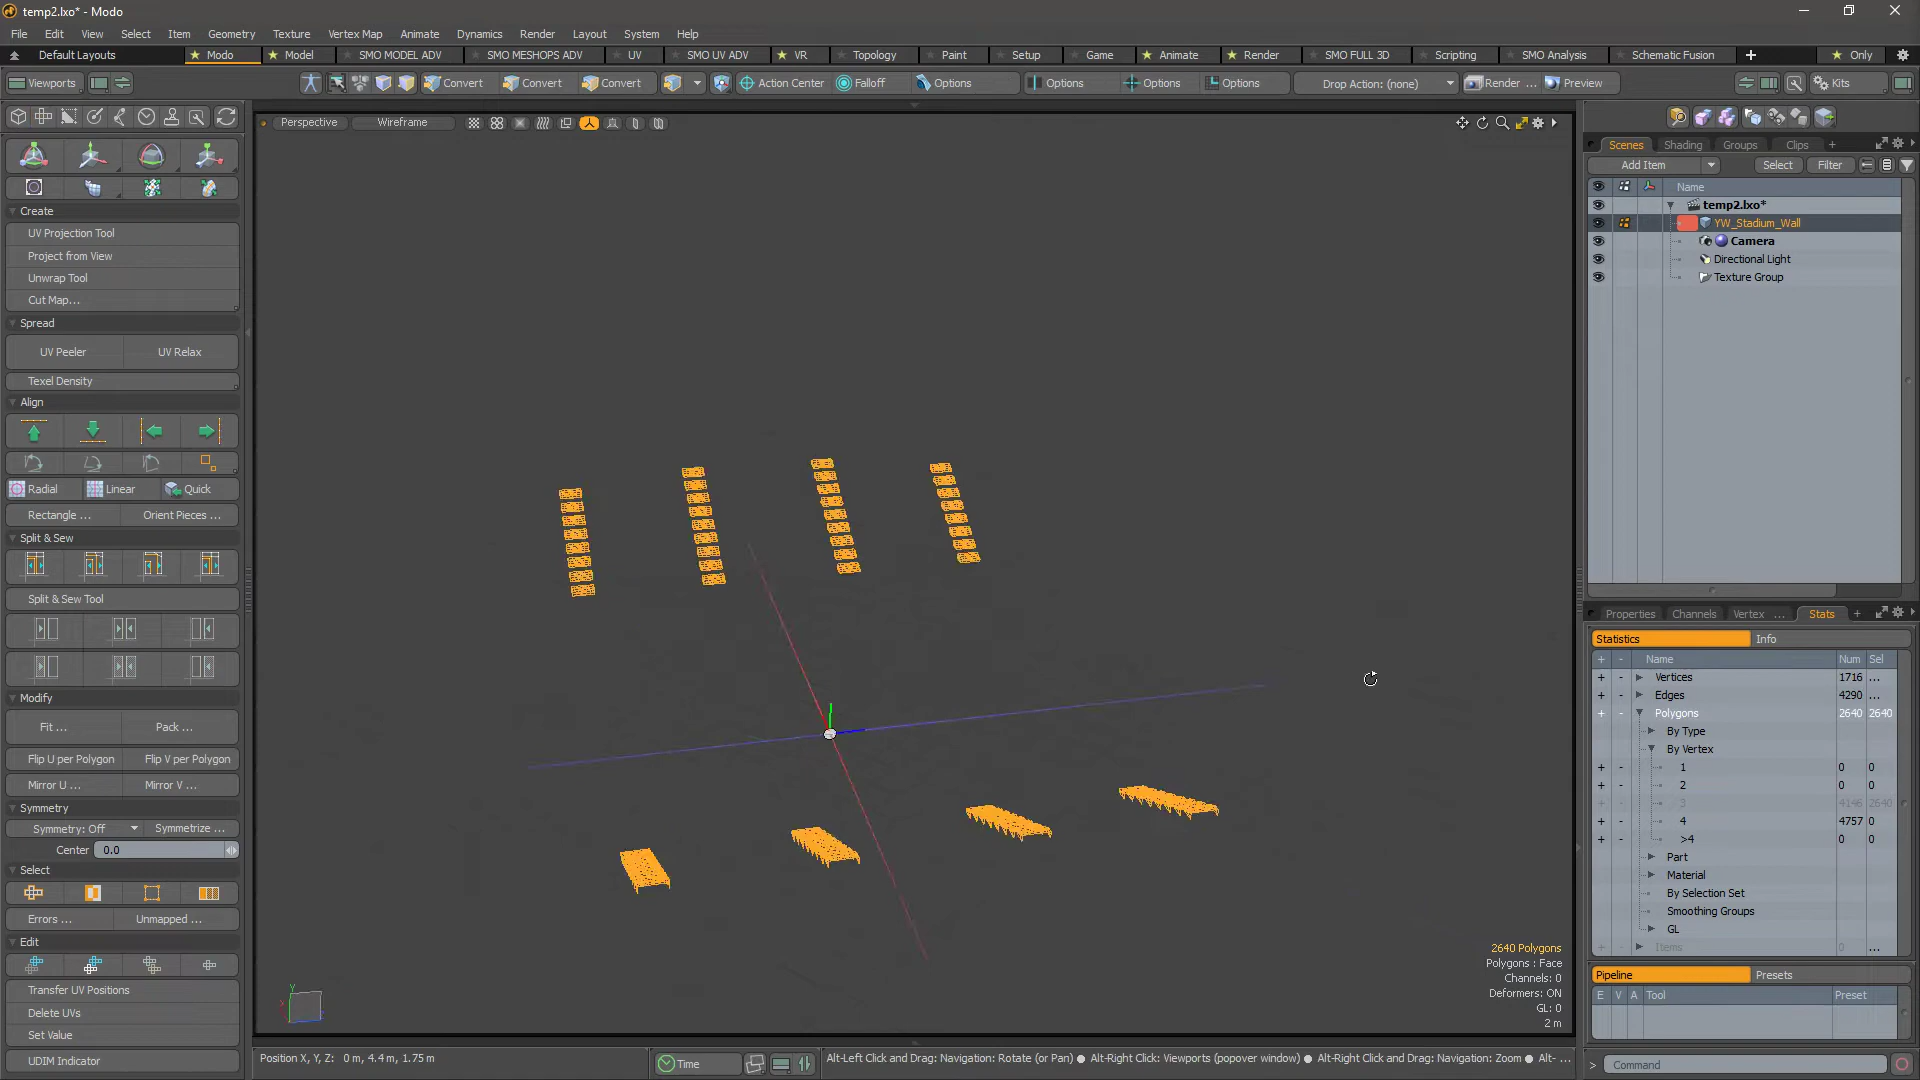 temp2.lxo* - Modo
File Edit View Select Item Geometry Texture Vertex Map Animate Dynamics Render Layout System Help
Default Layouts Modo Model SMO MODEL ADV SMO MESHOPS ADV UV SMO UV ADV VR Topology Paint Setup Game Animate Render SMO FULL 3D Scripting SMO Analysis Schematic Fusion + Only
Viewports Convert Convert Convert Action Center Falloff Options Options Options Options Drop Action: (none) Render ... Preview Kits
Perspective Wireframe
Create
UV Projection Tool
Project from View
Unwrap Tool
Cut Map...
Spread
UV Peeler UV Relax
Texel Density
Align
Radial Linear Quick
Rectangle ... Orient Pieces ...
Split & Sew
Split & Sew Tool
Modify
Fit ... Pack ...
Flip U per Polygon Flip V per Polygon
Mirror U ... Mirror V ...
Symmetry
Symmetry: Off Symmetrize ...
Center 0.0
Select
Errors ... Unmapped ...
Edit
Transfer UV Positions
Delete UVs
Set Value
UDIM Indicator
2640 Polygons
Polygons : Face
Channels: 0
Deformers: ON
GL: 0
2 m
Y
Position X, Y, Z: 0 m, 4.4 m, 1.75 m
Time
Alt-Left Click and Drag: Navigation: Rotate (or Pan) ● Alt-Right Click: Viewports (popover window) ● Alt-Right Click and Drag: Navigation: Zoom ● Alt- ...
Scenes Shading Groups Clips +
Add Item Select Filter
Name
temp2.lxo*
YW_Stadium_Wall
Camera
Directional Light
Texture Group
Properties Channels Vertex ... Stats +
Statistics Info
+ - Name Num Sel
+ - Vertices 1716 ...
+ - Edges 4290 ...
+ - Polygons 2640 2640
By Type
By Vertex
+ - 1 0 0
+ - 2 0 0
+ - 3 4146 2640
+ - 4 4757 0
+ - >4 0 0
Part
Material
By Selection Set
Smoothing Groups
GL
+ - Items 0 ...
Pipeline Presets
E V A Tool Preset
> Command